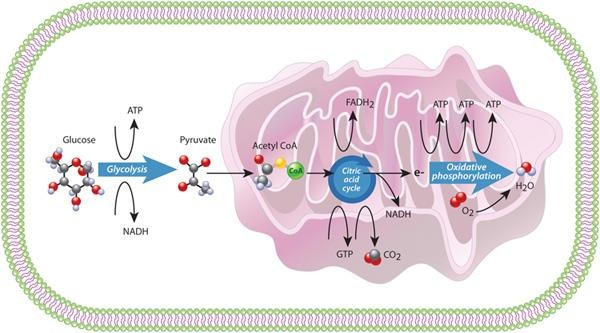 Glucose
ATP
Glycolysis
NADH
Pyruvate
Acetyl CoA
CoA
FADH2
Citric
acid
cycle
GTP
CO2
NADH
e-
ATP
ATP
ATP
Oxidative
phosphorylation
O2
H2O